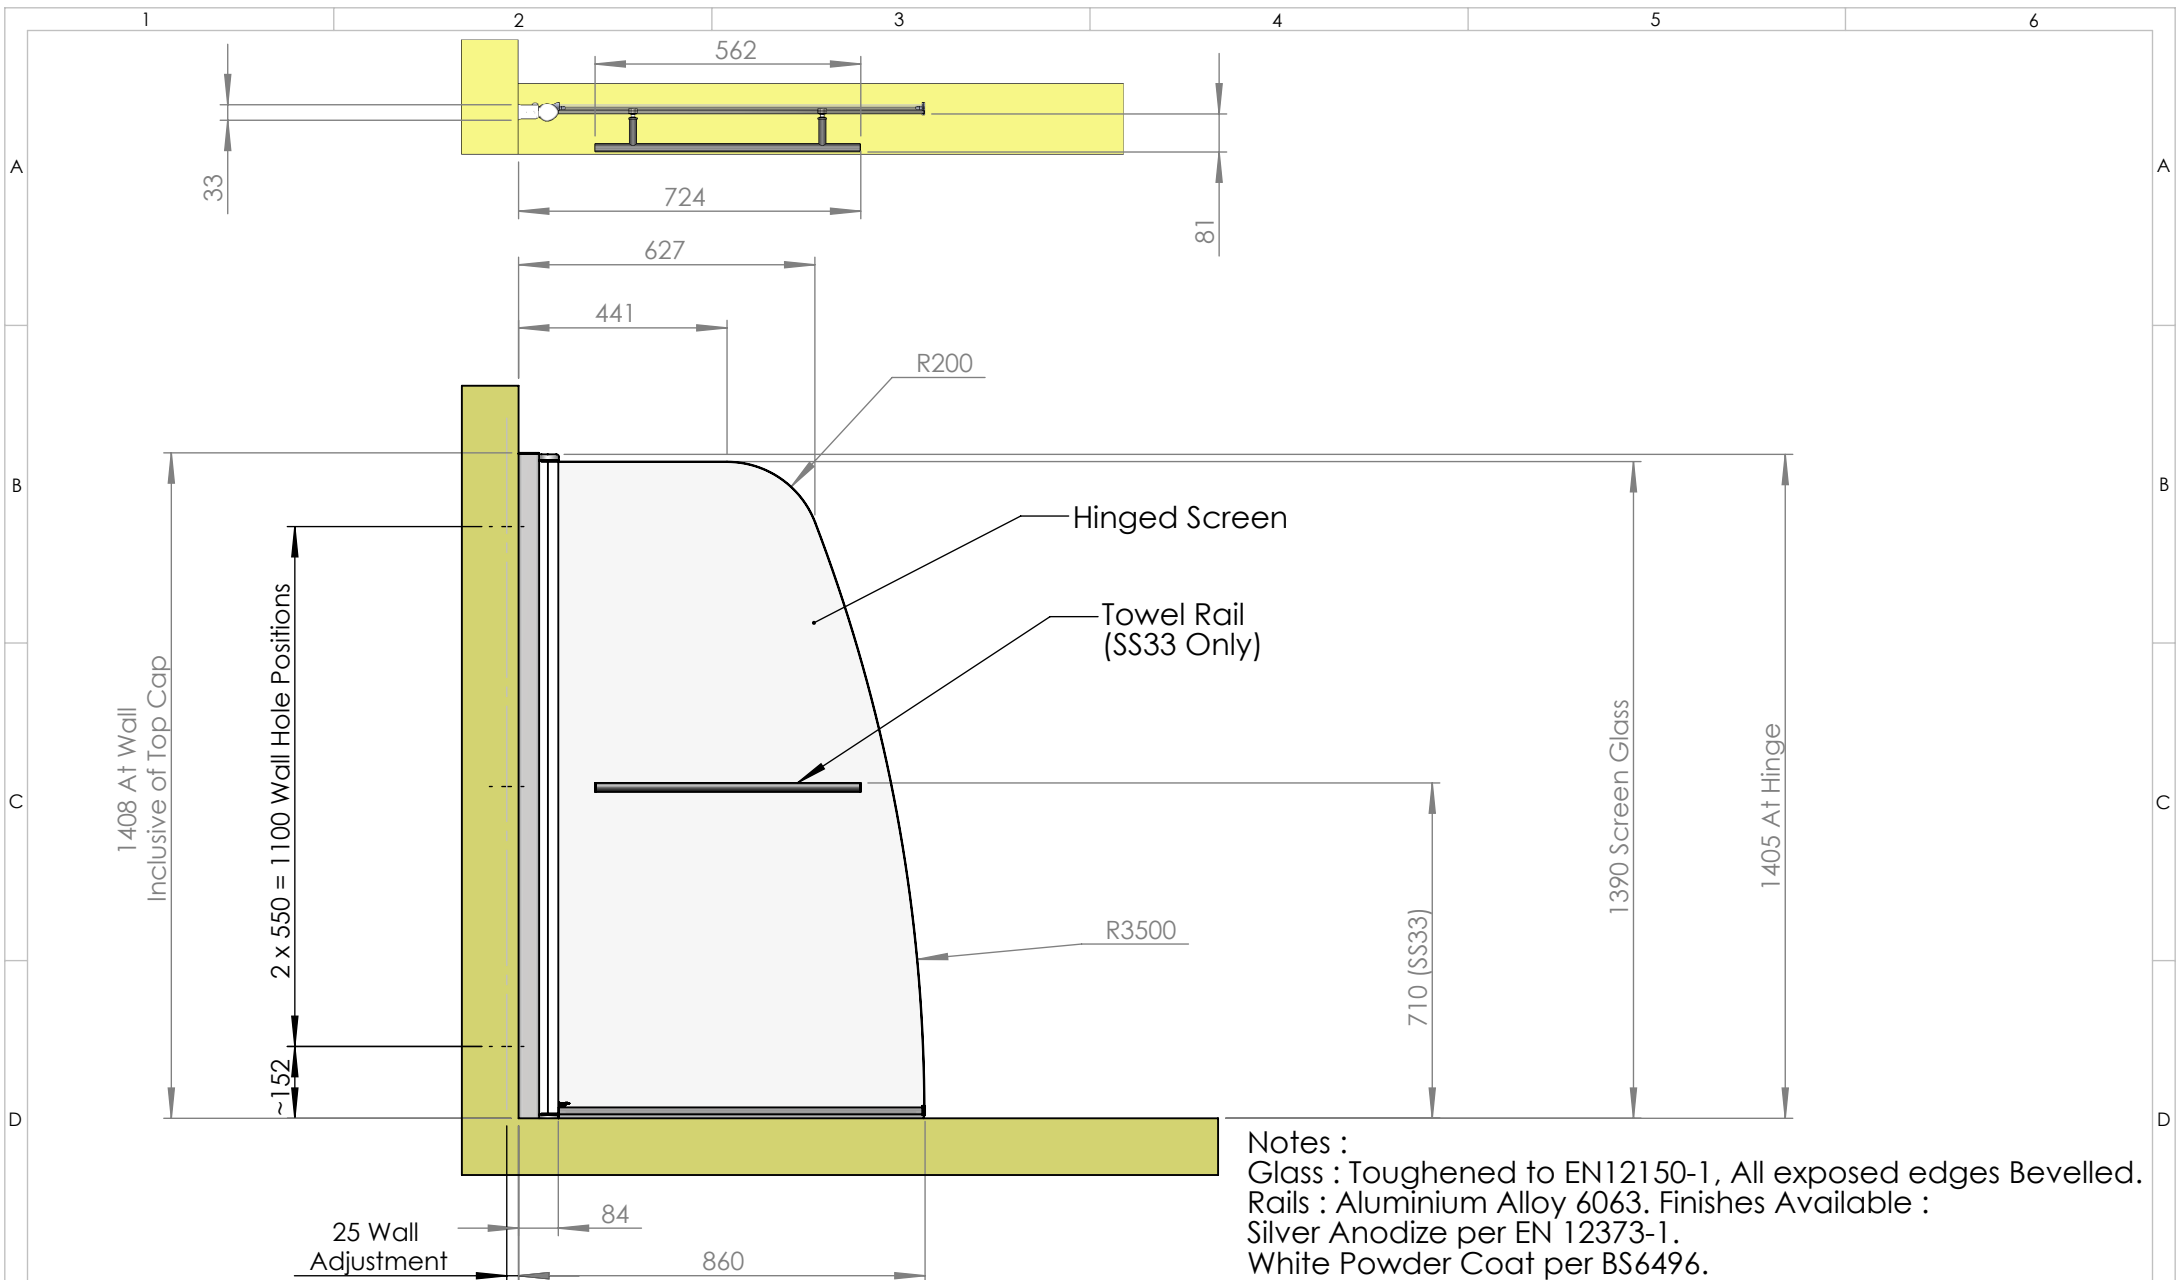 1
2
3
4
5
6
562
A
A
33
724
81
627
441
R200
B
B
Hinged Screen
Towel Rail
(SS33 Only)
1408 At Wall
Inclusive of Top Cap
2 x 550 = 1100 Wall Hole Positions
1390 Screen Glass
1405 At Hinge
C
C
R3500
710 (SS33)
~152
D
D
Notes :
Glass : Toughened to EN12150-1, All exposed edges Bevelled.
Rails : Aluminium Alloy 6063. Finishes Available :
Silver Anodize per EN 12373-1.
White Powder Coat per BS6496.
84
25 Wall
Adjustment
860